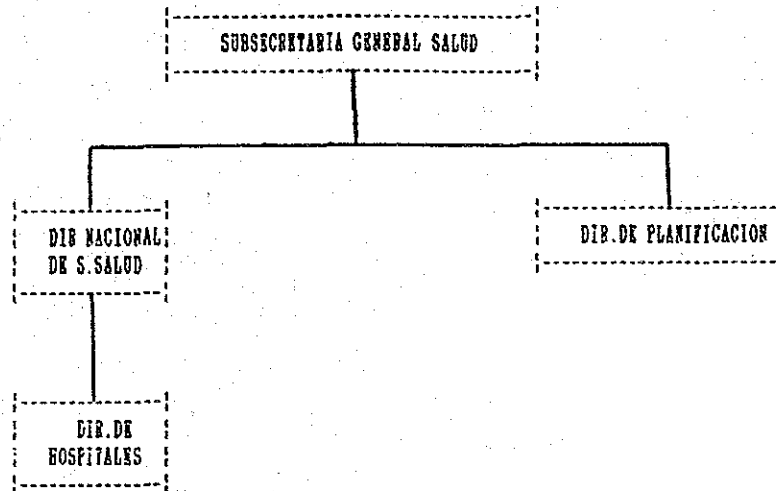 SUBSECRETARIA GENERAL SALUD
DIR NACIONAL
DE S.SALUD
DIR.DE PLANIFICACION
DIR.DE
HOSPITALES